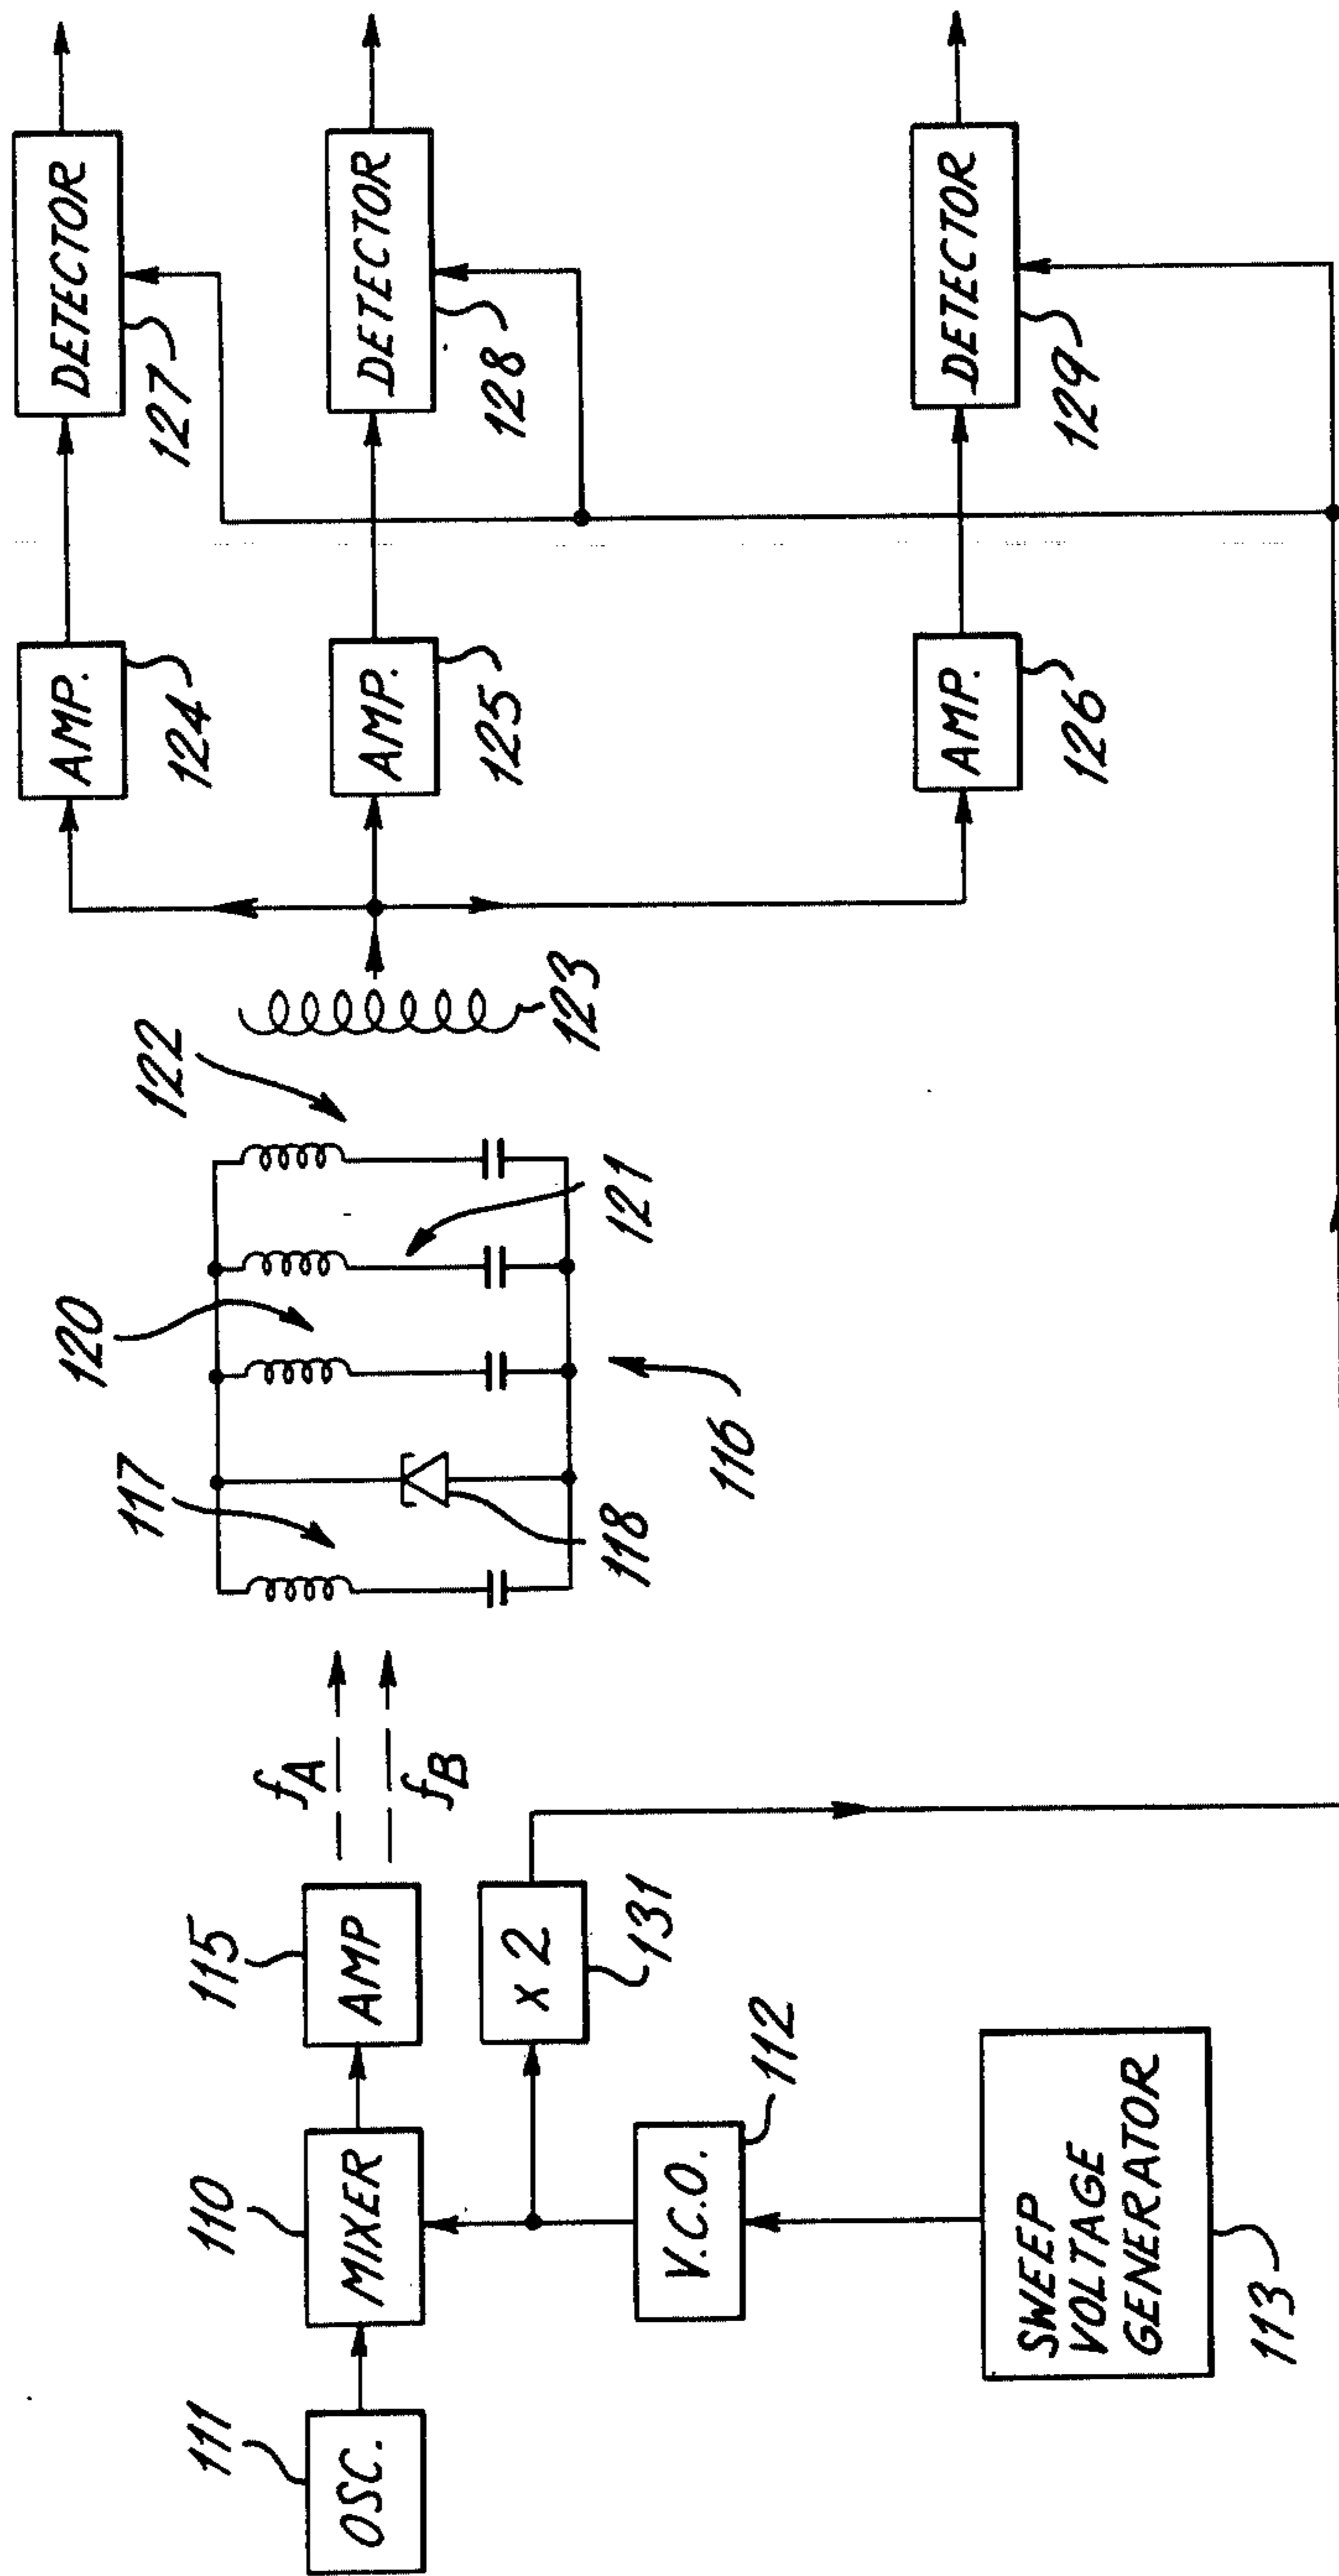 111
OSC.
110
MIXER
115
AMP
fA
fB
V.C.O.
112
x 2
131
SWEEP
VOLTAGE
GENERATOR
113
117
118
120
121
116
122
123
AMP.
124
DETECTOR
127
AMP.
125
DETECTOR
128
AMP.
126
DETECTOR
129